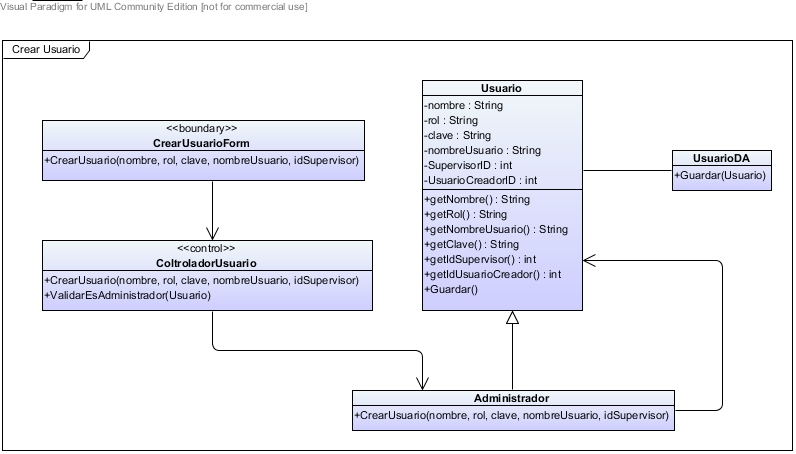 Visual Paradigm for UML Community Edition [not for commercial use]
Crear Usuario
<<boundary>>
CrearUsuarioForm
+CrearUsuario(nombre, rol, clave, nombreUsuario, idSupervisor)
<<control>>
ColtroladorUsuario
+CrearUsuario(nombre, rol, clave, nombreUsuario, idSupervisor)
+ValidarEsAdministrador(Usuario)
Usuario
-nombre : String
-rol : String
-clave : String
-nombreUsuario : String
-SupervisorID : int
-UsuarioCreadorID : int
+getNombre() : String
+getRol() : String
+getNombreUsuario() : String
+getClave() : String
+getIdSupervisor() : int
+getIdUsuarioCreador() : int
+Guardar()
UsuarioDA
+Guardar(Usuario)
Administrador
+CrearUsuario(nombre, rol, clave, nombreUsuario, idSupervisor)